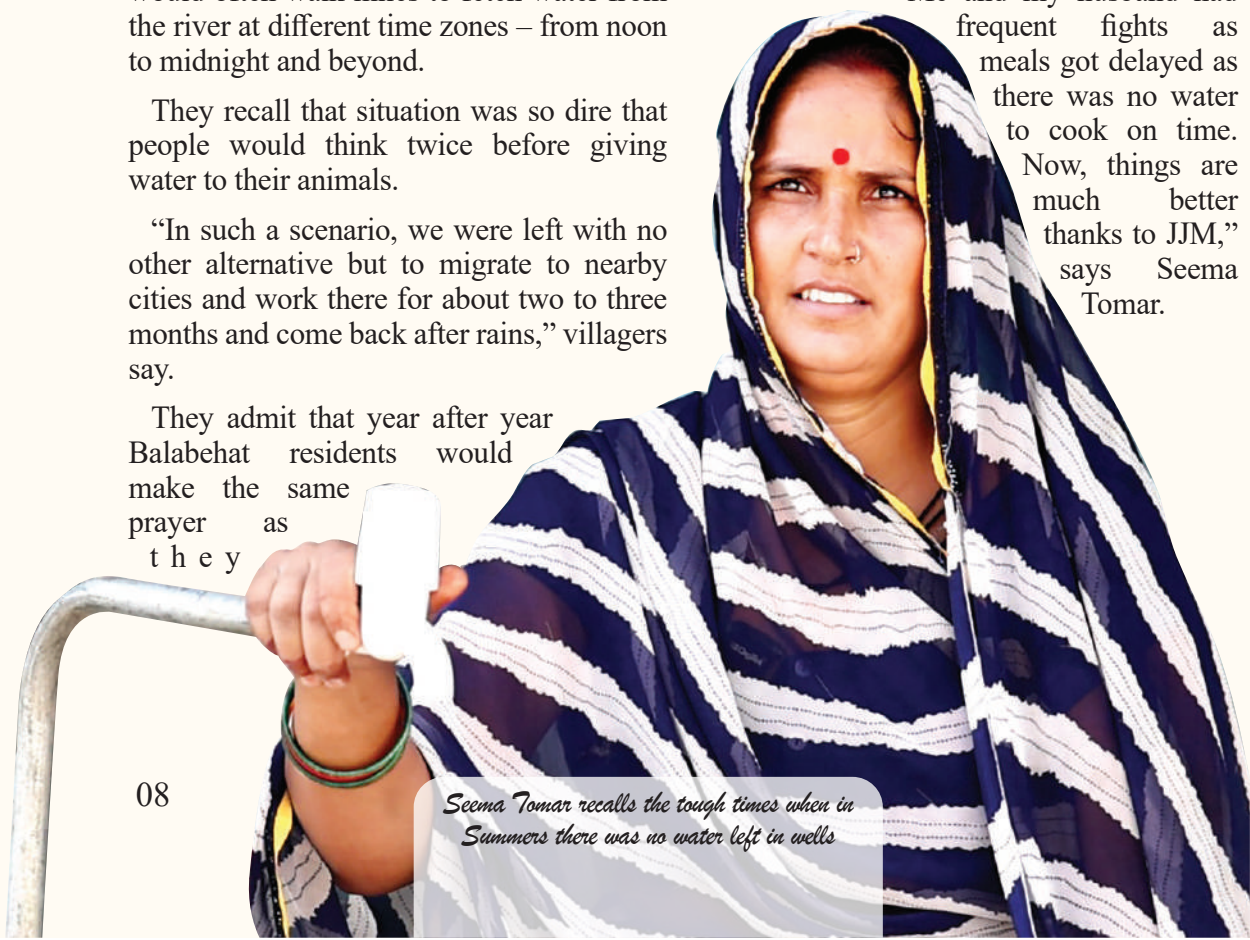 the river at different time zones – from noon
to midnight and beyond.
They recall that situation was so dire that
people would think twice before giving
water to their animals.
“In such a scenario, we were left with no
other alternative but to migrate to nearby
cities and work there for about two to three
months and come back after rains,” villagers
say.
They admit that year after year
Balabehat residents would
make the same
prayer as
they
frequent fights as
meals got delayed as
there was no water
to cook on time.
Now, things are
much better
thanks to JJM,”
says Seema
Tomar.
08
Seema Tomar recalls the tough times when in
Summers there was no water left in wells